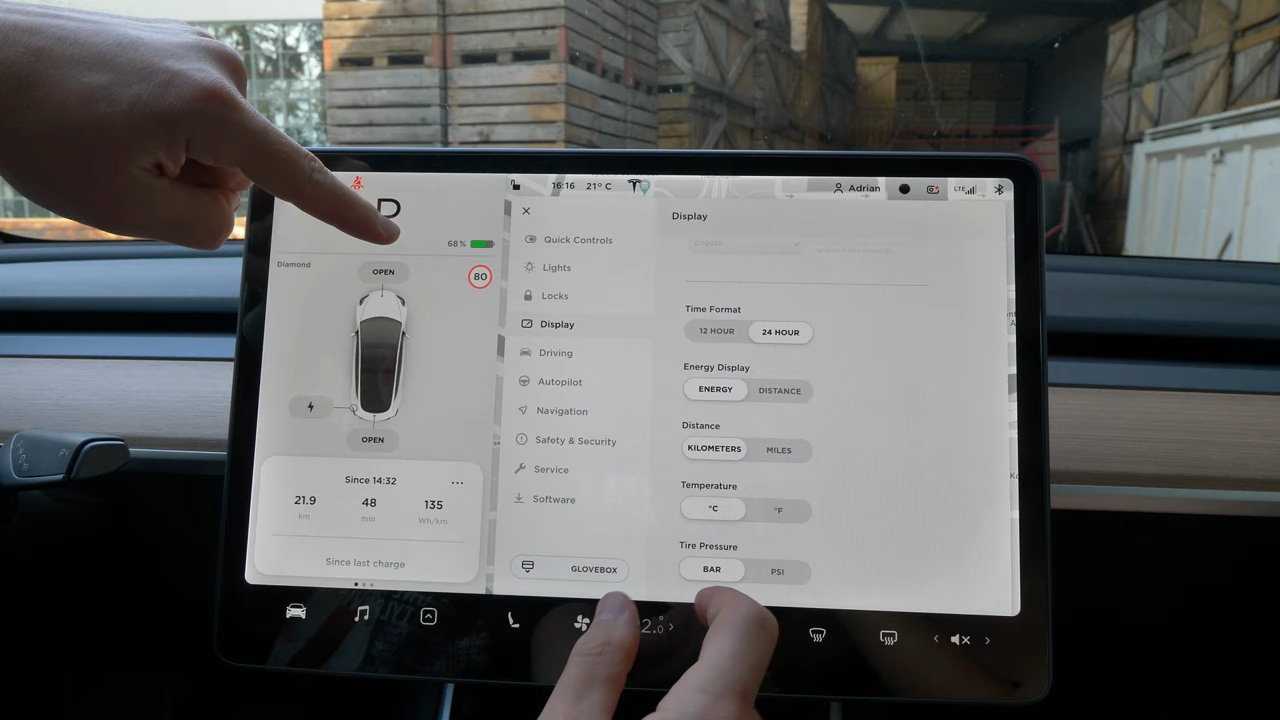 16:16 21° C
Adrian
LTE
68 %
Diamond
OPEN
80
OPEN
Since 14:32
21.9 48 135
km min Wh/km
Since last charge
Quick Controls
Lights
Locks
Display
Driving
Autopilot
Navigation
Safety & Security
Service
Software
GLOVEBOX
Display
English
Time Format
12 HOUR 24 HOUR
Energy Display
ENERGY DISTANCE
Distance
KILOMETERS MILES
Temperature
°C °F
Tire Pressure
BAR PSI